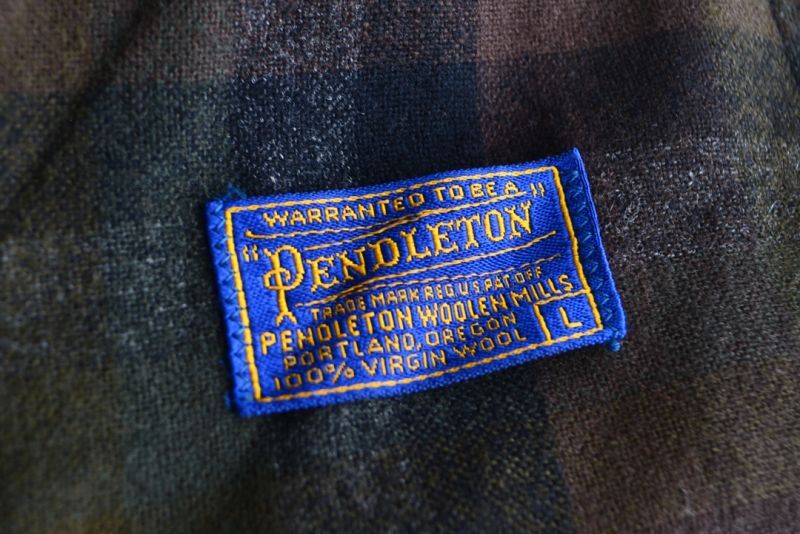 WARRANTED TO BE A
"PENDLETON"
TRADE MARK REG U.S. PAT OFF
PENDLETON WOOLEN MILLS
PORTLAND, OREGON
100% VIRGIN WOOL
L